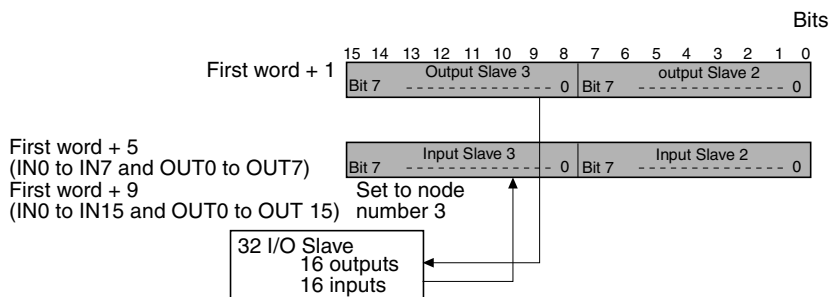 Bits
15 14 13 12 11 10 9 8 7 6 5 4 3 2 1 0
First word + 1
Output Slave 3 output Slave 2
Bit 7 - - - - - - - - - - - - - - 0 Bit 7 - - - - - - - - - - - - - - 0
First word + 5
(IN0 to IN7 and OUT0 to OUT7)
Input Slave 3 Input Slave 2
Bit 7 - - - - - - - - - - - - - - 0 Bit 7 - - - - - - - - - - - - - - 0
First word + 9
(IN0 to IN15 and OUT0 to OUT 15)
Set to node
number 3
32 I/O Slave
16 outputs
16 inputs